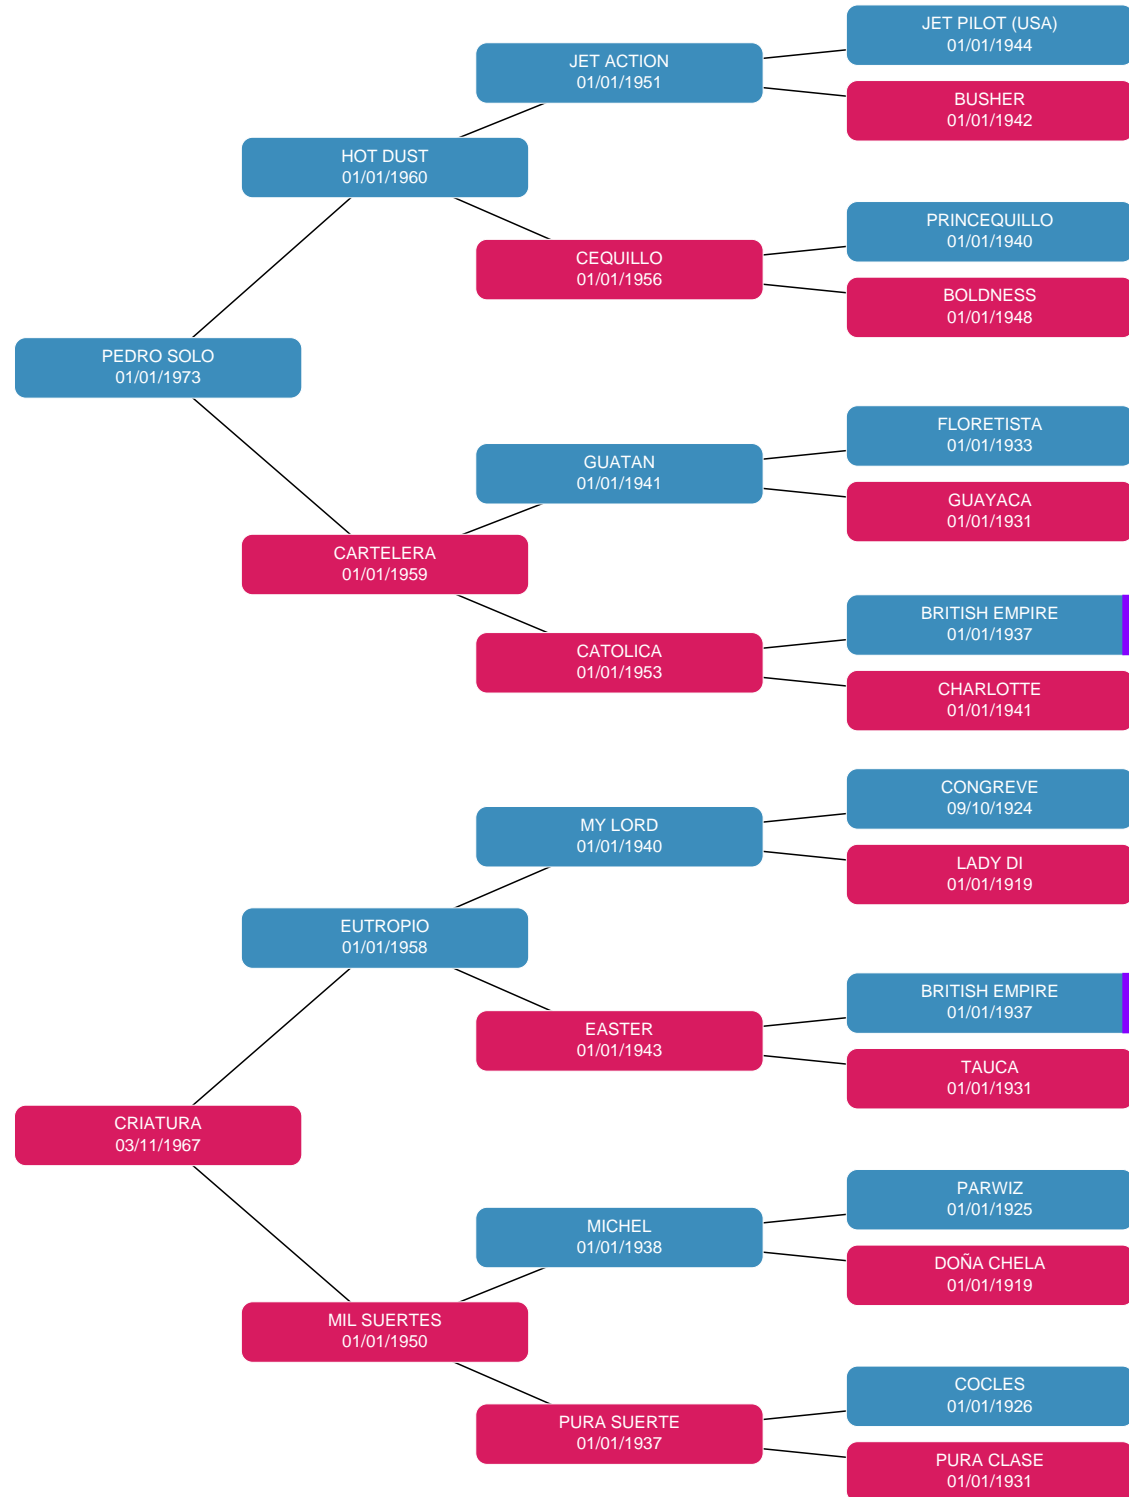 JET PILOT (USA)
01/01/1944
JET ACTION
01/01/1951
BUSHER
01/01/1942
HOT DUST
01/01/1960
PRINCEQUILLO
01/01/1940
CEQUILLO
01/01/1956
BOLDNESS
01/01/1948
PEDRO SOLO
01/01/1973
FLORETISTA
01/01/1933
GUATAN
01/01/1941
GUAYACA
01/01/1931
CARTELERA
01/01/1959
BRITISH EMPIRE
01/01/1937
CATOLICA
01/01/1953
CHARLOTTE
01/01/1941
CONGREVE
09/10/1924
MY LORD
01/01/1940
LADY DI
01/01/1919
EUTROPIO
01/01/1958
BRITISH EMPIRE
01/01/1937
EASTER
01/01/1943
TAUCA
01/01/1931
CRIATURA
03/11/1967
PARWIZ
01/01/1925
MICHEL
01/01/1938
DOÑA CHELA
01/01/1919
MIL SUERTES
01/01/1950
COCLES
01/01/1926
PURA SUERTE
01/01/1937
PURA CLASE
01/01/1931